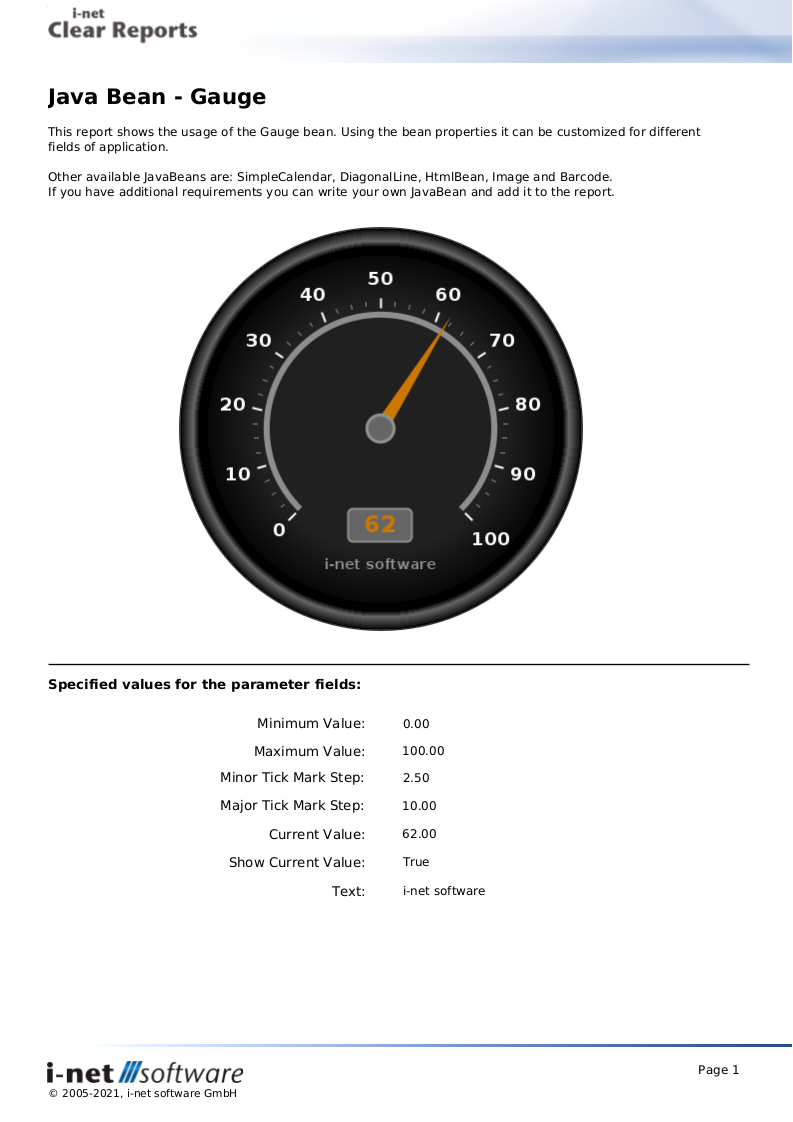 i-net
Clear Reports
Java Bean - Gauge
This report shows the usage of the Gauge bean. Using the bean properties it can be customized for different
fields of application.
Other available JavaBeans are: SimpleCalendar, DiagonalLine, HtmlBean, Image and Barcode.
If you have additional requirements you can write your own JavaBean and add it to the report.
50
40 60
30 70
20 80
10 90
0 100
62
i-net software
Specified values for the parameter fields:
Minimum Value: 0.00
Maximum Value: 100.00
Minor Tick Mark Step: 2.50
Major Tick Mark Step: 10.00
Current Value: 62.00
Show Current Value: True
Text: i-net software
i-net software
Page 1
© 2005-2021, i-net software GmbH